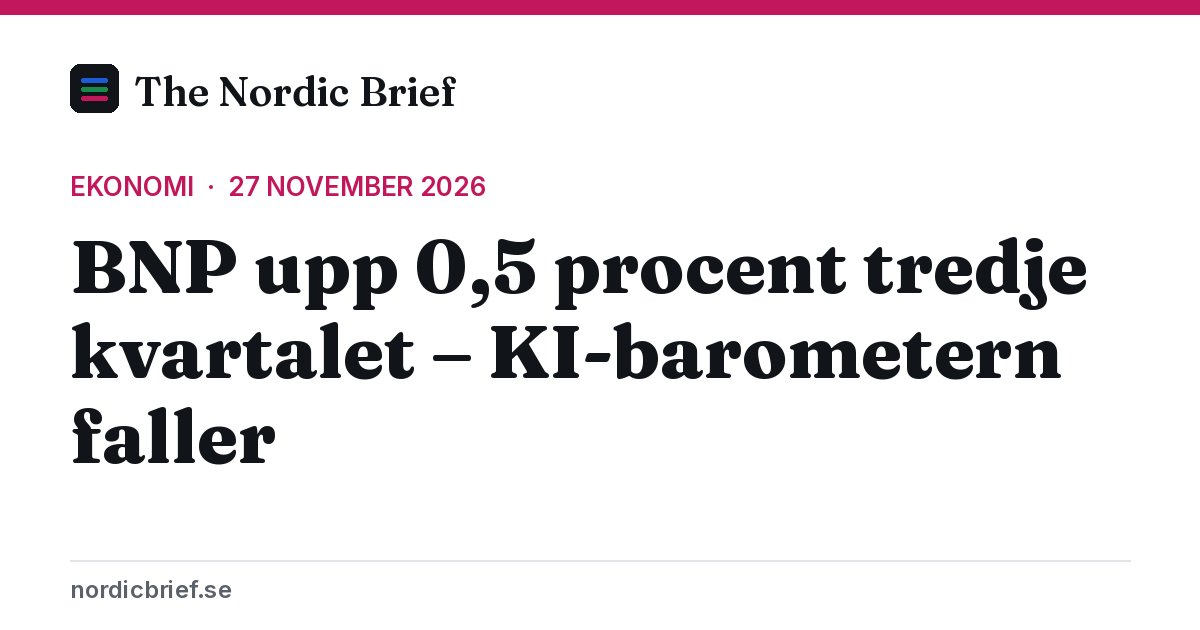 The Nordic Brief
EKONOMI · 27 NOVEMBER 2026
BNP upp 0,5 procent tredje
kvartalet – KI-barometern
faller
nordicbrief.se